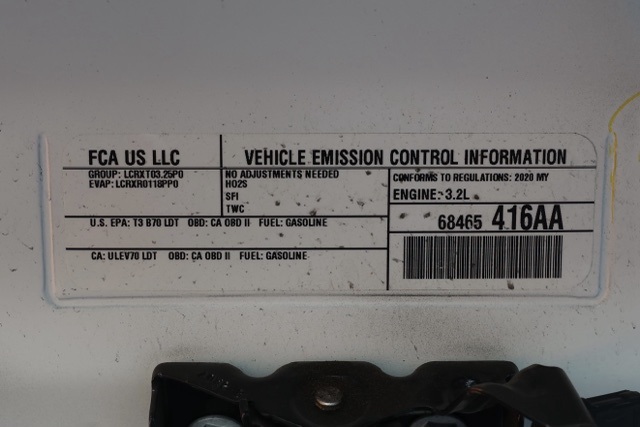 FCA US LLC
VEHICLE EMISSION CONTROL INFORMATION
GROUP: LCRXT03.25P0
EVAP: LCRXR0118PP0
NO ADJUSTMENTS NEEDED
HO2S
SFI
TWC
CONFORMS TO REGULATIONS: 2020 MY
ENGINE: 3.2L
U.S. EPA: T3 B70 LDT OBD: CA OBD II FUEL: GASOLINE
68465 416AA
CA: ULEV70 LDT OBD: CA OBD II FUEL: GASOLINE